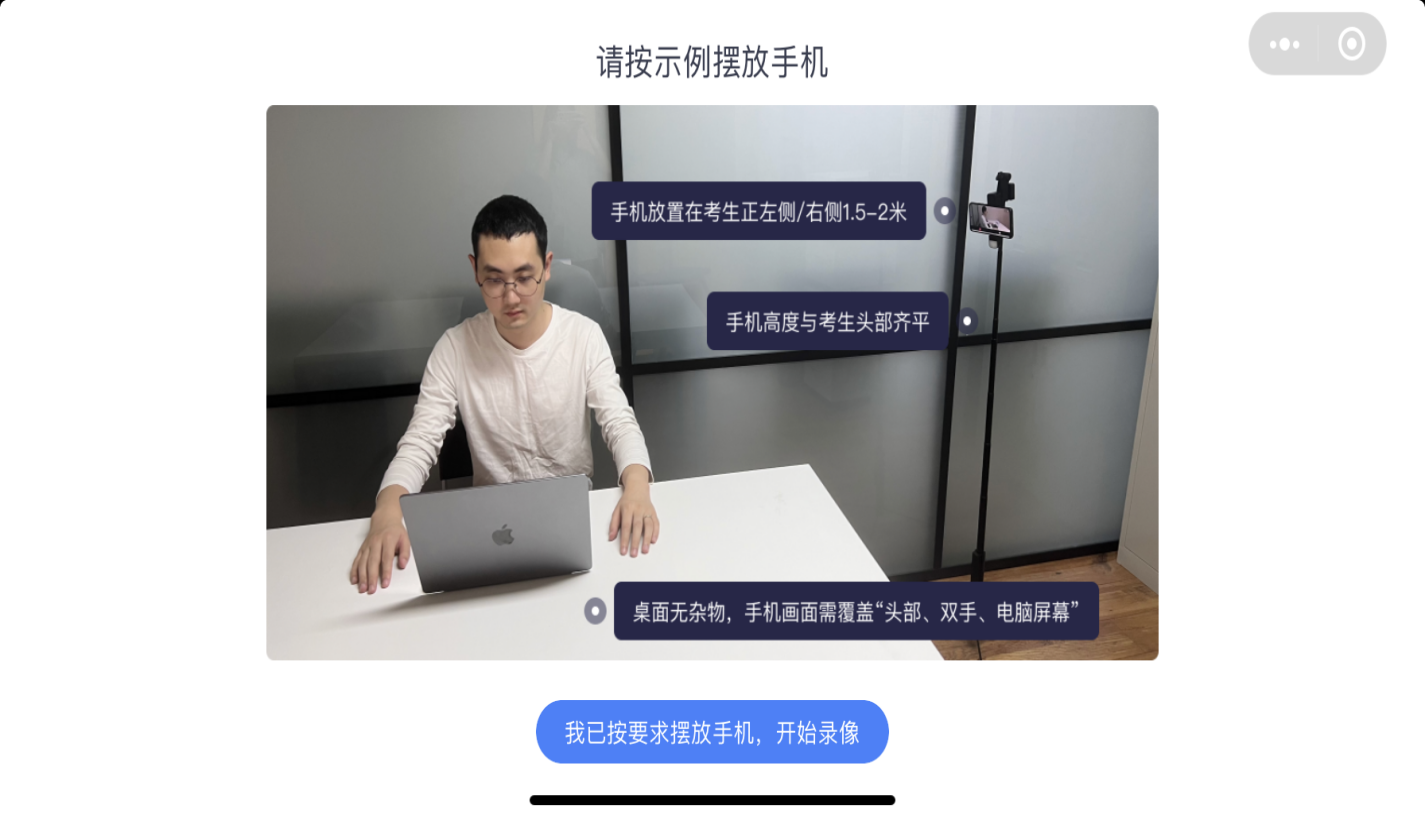 请按示例摆放手机
手机放置在考生正左侧/右侧1.5-2米
手机高度与考生头部齐平
桌面无杂物，手机画面需覆盖“头部、双手、电脑屏幕”
我已按要求摆放手机，开始录像